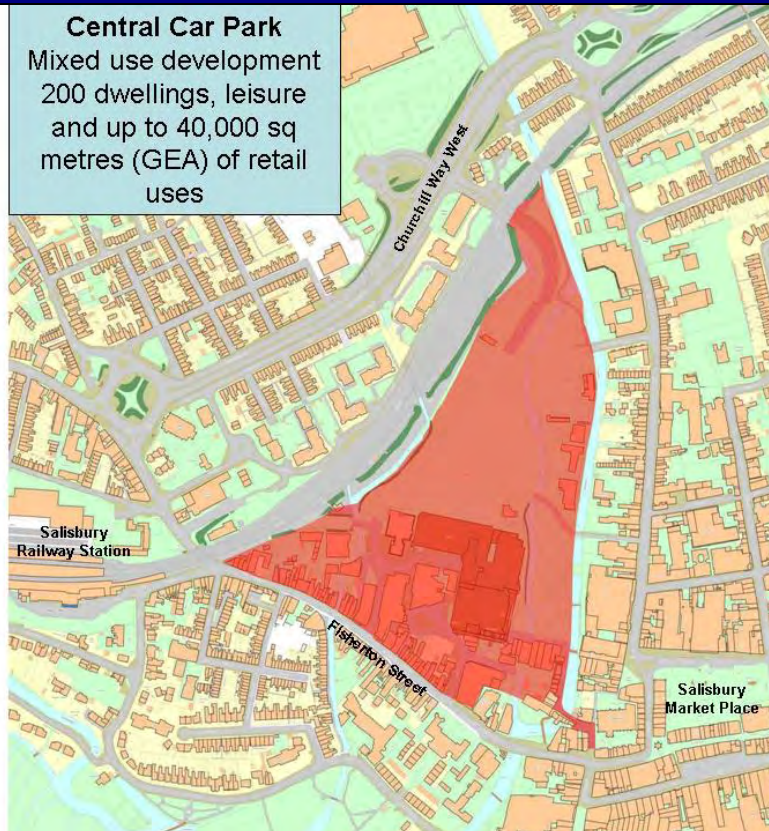 Central Car Park
Mixed use development
200 dwellings, leisure
and up to 40,000 sq
metres (GEA) of retail
uses
Churchill Way West
Salisbury
Railway Station
Fisherton Street
Salisbury
Market Place